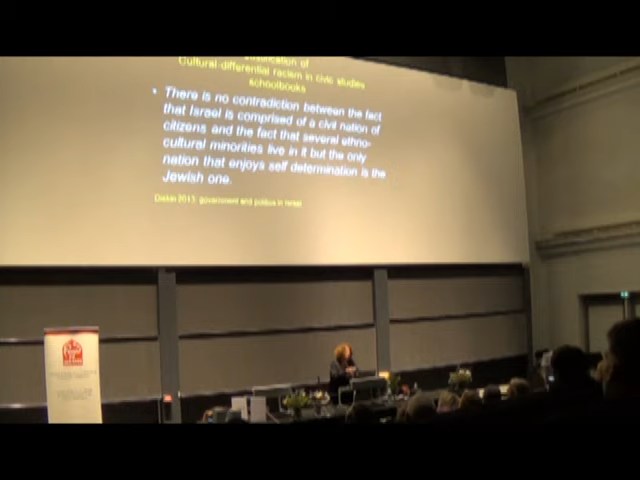 of
Cultural-differential racism in civic studies
schoolbooks
• There is no contradiction between the fact
that Israel is comprised of a civil nation of
citizens and the fact that several ethno-
cultural minorities live in it but the only
nation that enjoys self determination is the
Jewish one.
2013: government and politics in Israel